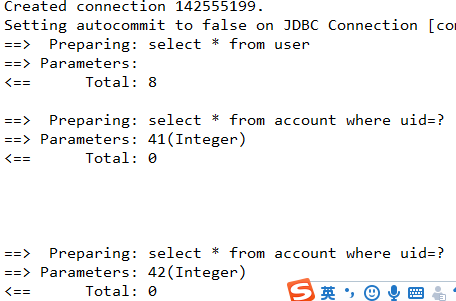 Created connection 142555199.
Setting autocommit to false on JDBC Connection [co
==>  Preparing: select * from user
==> Parameters:
<==      Total: 8
==>  Preparing: select * from account where uid=?
==> Parameters: 41(Integer)
<==      Total: 0
==>  Preparing: select * from account where uid=?
==> Parameters: 42(Integer)
<==      Total: 0
S 英